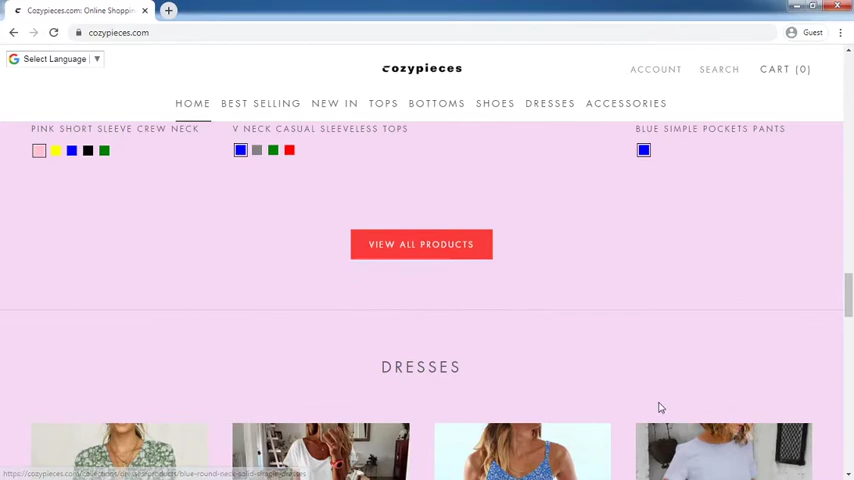 Cozypieces.com: Online Shoppin
cozypieces.com
Guest
Select Language
cozypieces
ACCOUNT SEARCH CART (0)
HOME BEST SELLING NEW IN TOPS BOTTOMS SHOES DRESSES ACCESSORIES
PINK SHORT SLEEVE CREW NECK V NECK CASUAL SLEEVELESS TOPS BLUE SIMPLE POCKETS PANTS
VIEW ALL PRODUCTS
DRESSES